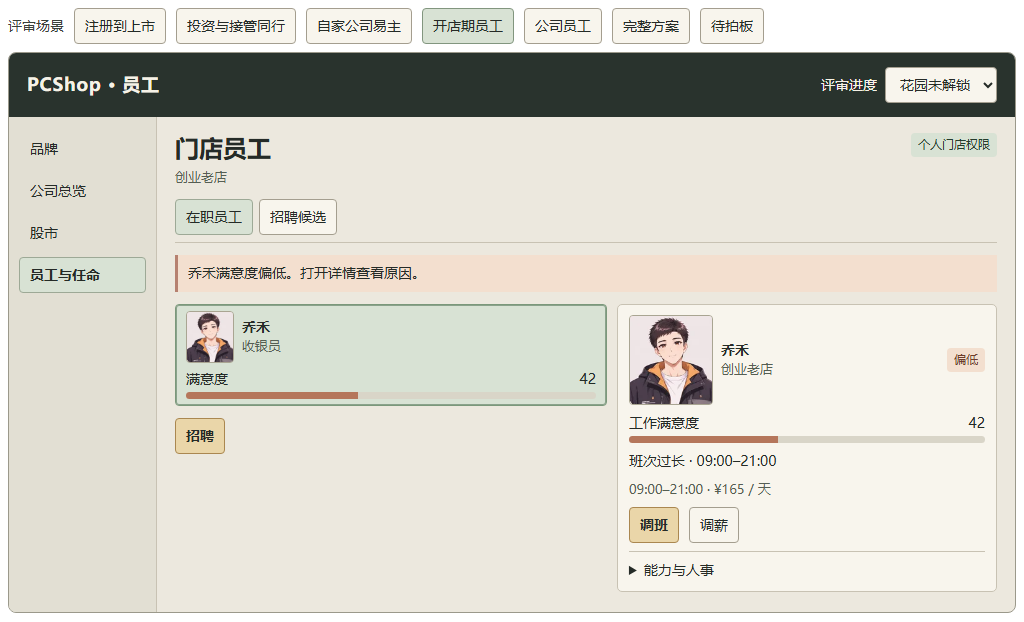 评审场景 注册到上市 投资与接管同行 自家公司易主 开店期员工 公司员工 完整方案 待拍板
PCShop · 员工 评审进度 花园未解锁
品牌
公司总览
股市
员工与任命
门店员工 个人门店权限
创业老店
在职员工 招聘候选
乔禾满意度偏低。打开详情查看原因。
乔禾
收银员
满意度 42
招聘
乔禾
创业老店
偏低
工作满意度 42
班次过长 · 09:00–21:00
09:00–21:00 · ¥165 / 天
调班 调薪
能力与人事